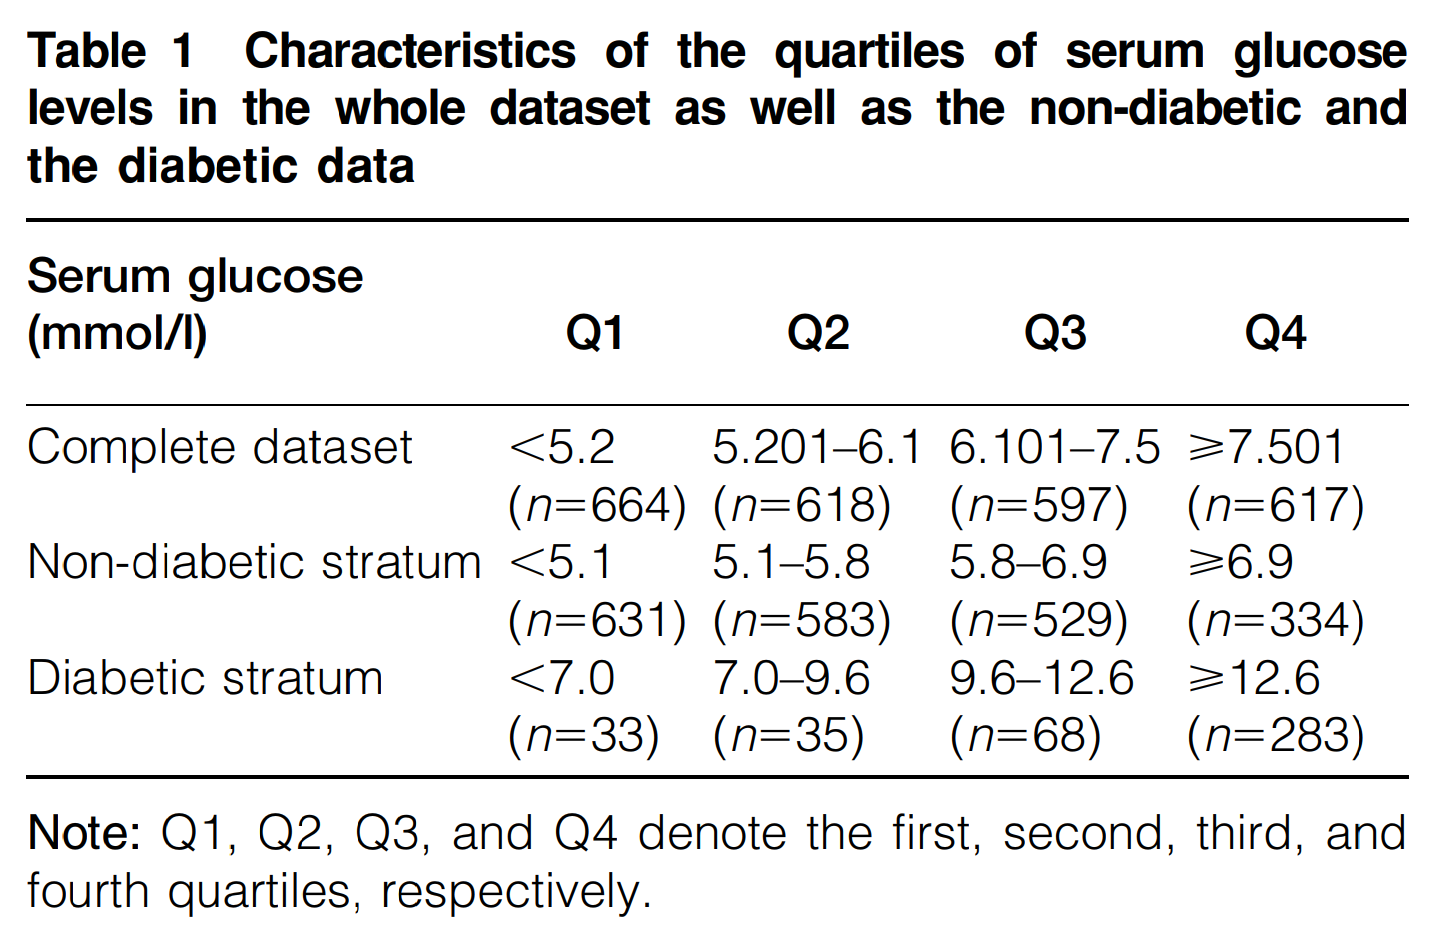 Table 1 Characteristics of the quartiles of serum glucose
levels in the whole dataset as well as the non-diabetic and
the diabetic data
Serum glucose
(mmol/l) Q1 Q2 Q3 Q4
Complete dataset <5.2 5.201–6.1 6.101–7.5 ⩾7.501
(n=664) (n=618) (n=597) (n=617)
Non-diabetic stratum <5.1 5.1–5.8 5.8–6.9 ⩾6.9
(n=631) (n=583) (n=529) (n=334)
Diabetic stratum <7.0 7.0–9.6 9.6–12.6 ⩾12.6
(n=33) (n=35) (n=68) (n=283)
Note: Q1, Q2, Q3, and Q4 denote the first, second, third, and
fourth quartiles, respectively.